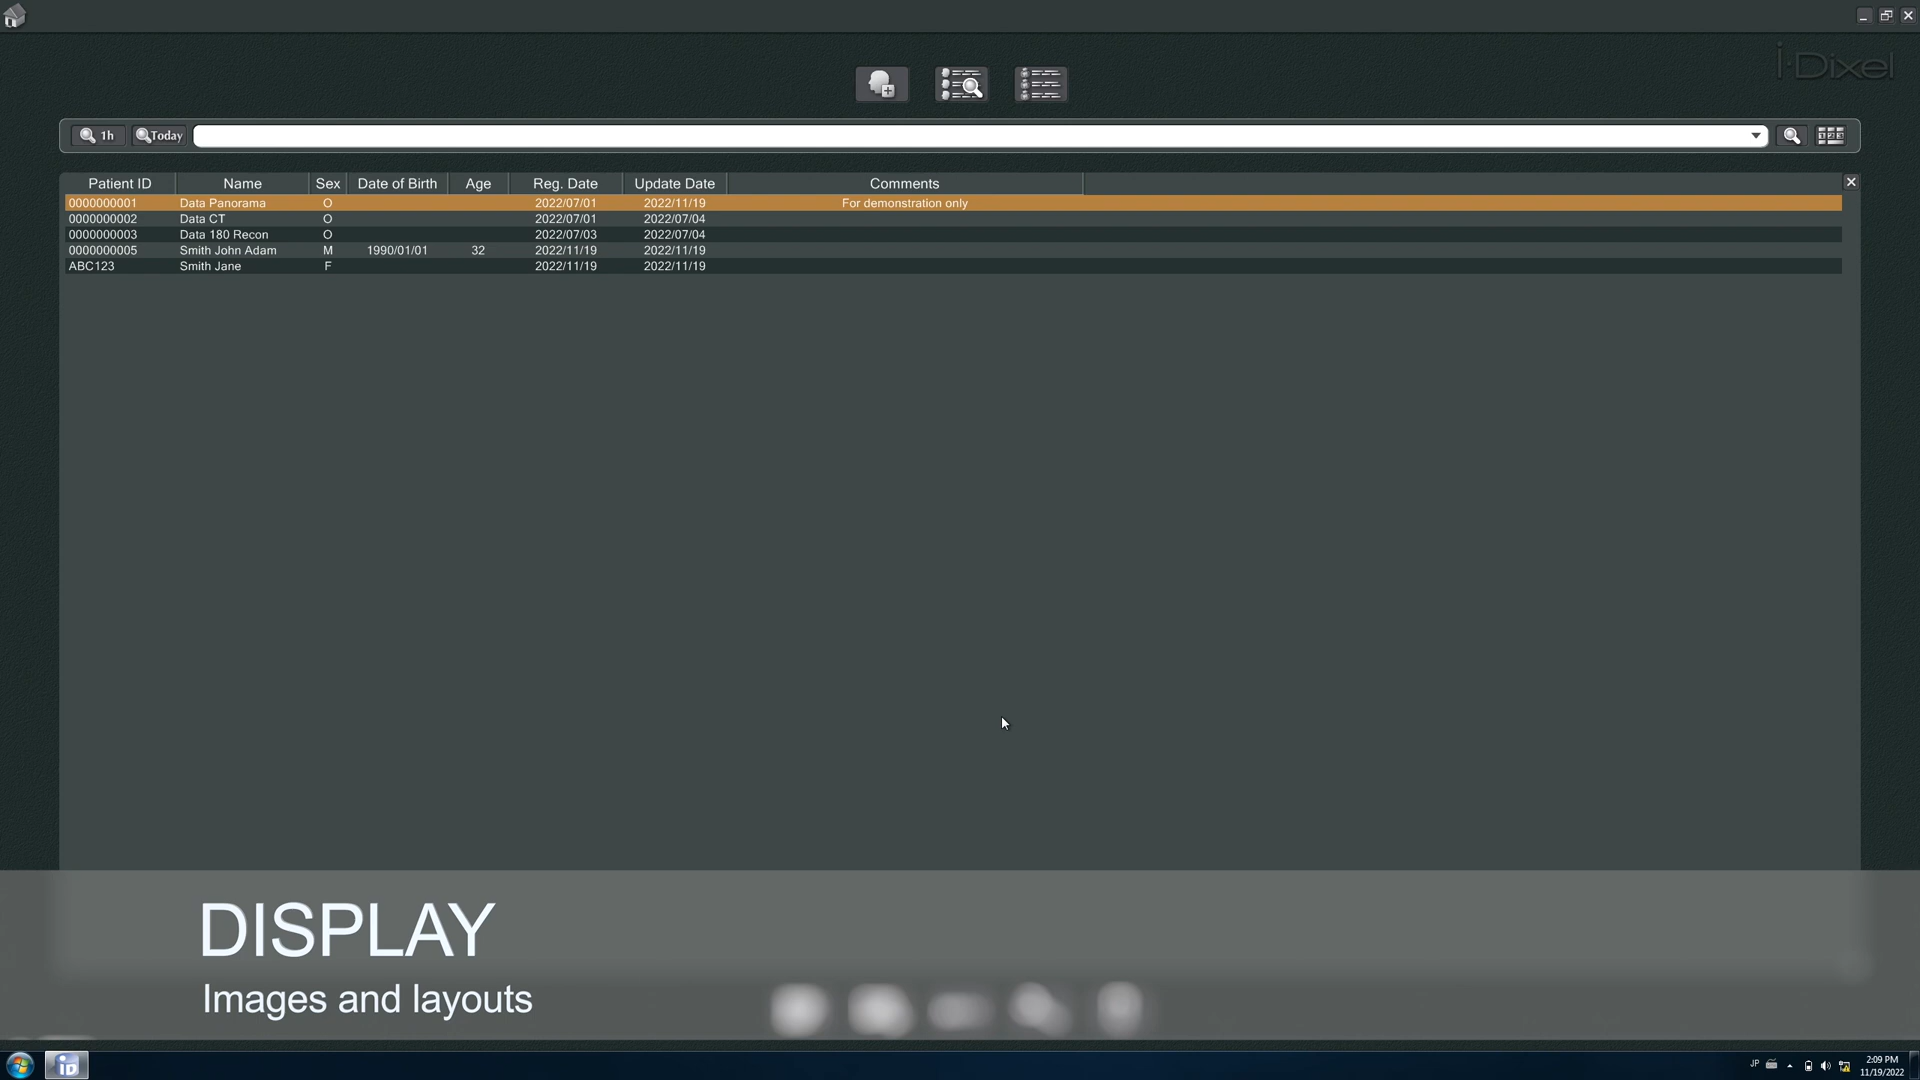 i-Dixel
1h Today
Patient ID Name Sex Date of Birth Age Reg. Date Update Date Comments
0000000001 Data Panorama O 2022/07/01 2022/11/19 For demonstration only
0000000002 Data CT O 2022/07/01 2022/07/04
0000000003 Data 180 Recon O 2022/07/03 2022/07/04
0000000005 Smith John Adam M 1990/01/01 32 2022/11/19 2022/11/19
ABC123 Smith Jane F 2022/11/19 2022/11/19
DISPLAY
Images and layouts
iD
JP
2:09 PM
11/19/2022